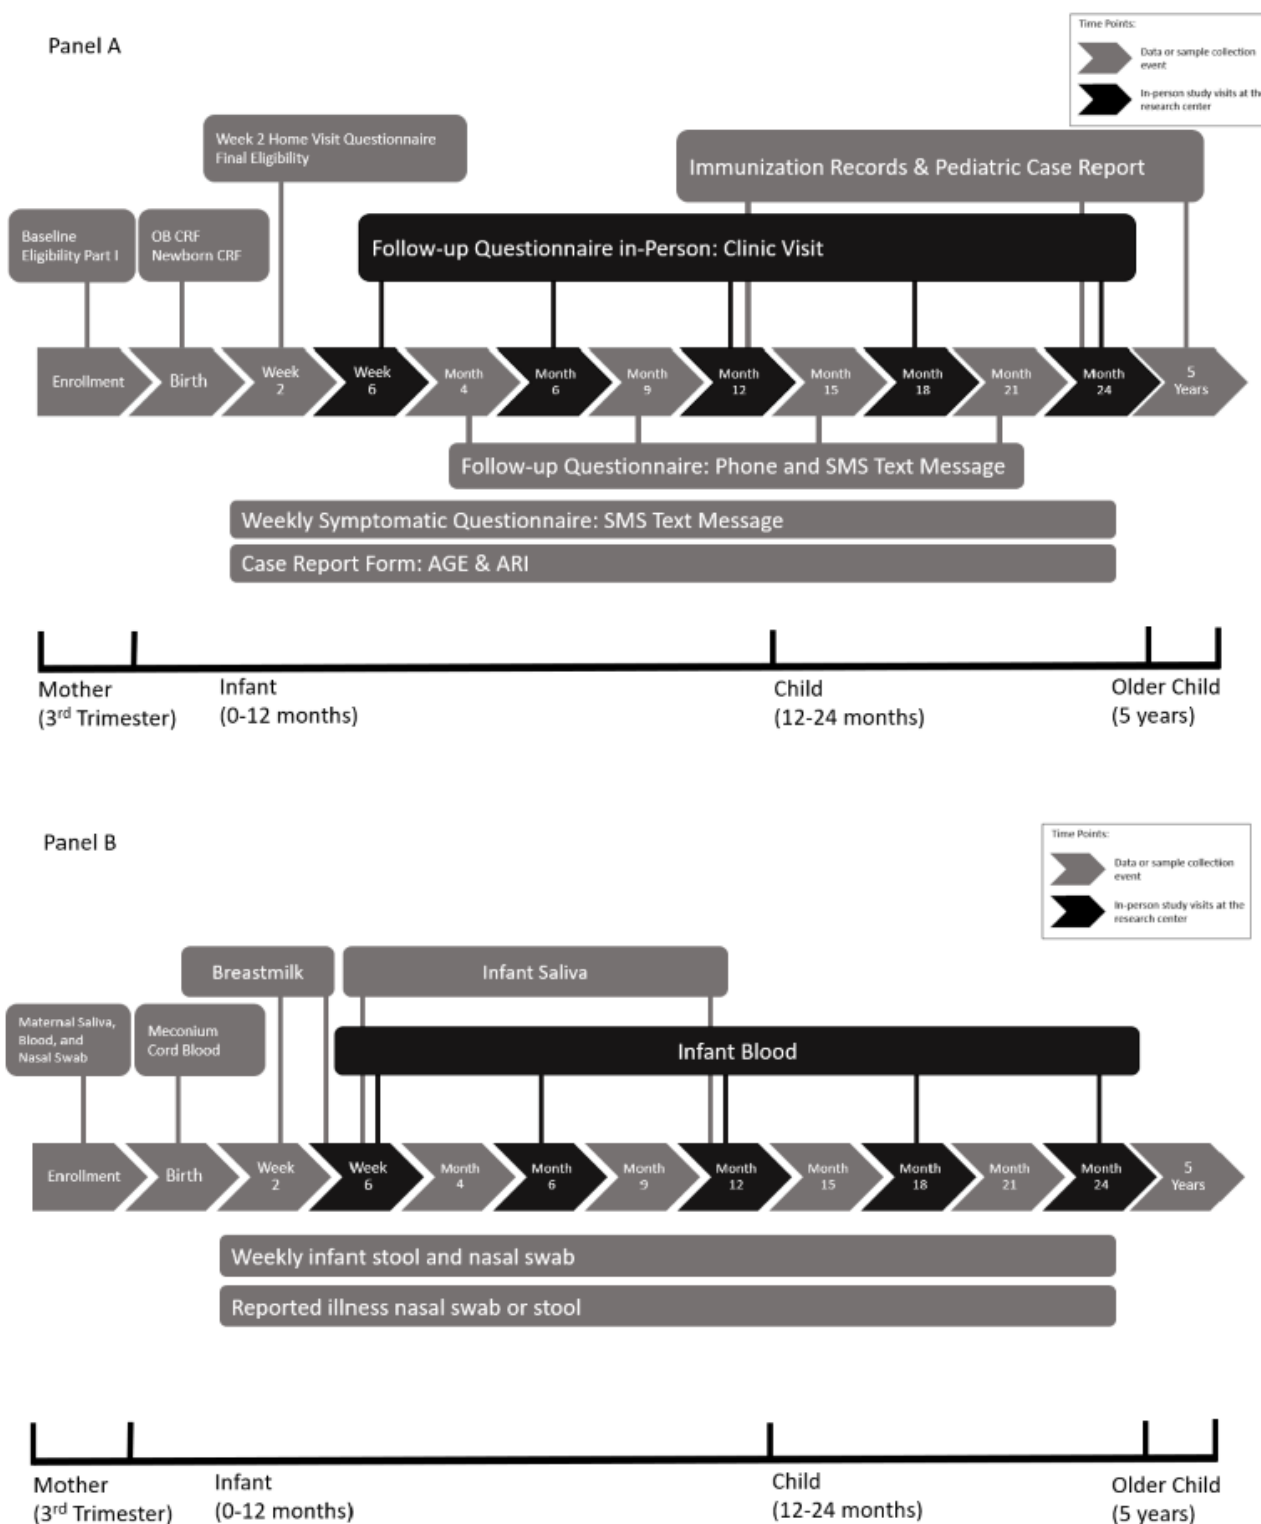 Panel A
Time Points:
Data or sample collection
event
In-person study visits at the
research center
Week 2 Home Visit Questionnaire
Final Eligibility
Immunization Records & Pediatric Case Report
Baseline
Eligibility Part I
OB CRF
Newborn CRF
Follow-up Questionnaire in-Person: Clinic Visit
Enrollment
Birth
Week
2
Week
6
Month
4
Month
6
Month
9
Month
12
Month
15
Month
18
Month
21
Month
24
5
Years
Follow-up Questionnaire: Phone and SMS Text Message
Weekly Symptomatic Questionnaire: SMS Text Message
Case Report Form: AGE & ARI
Mother
(3rd Trimester)
Infant
(0-12 months)
Child
(12-24 months)
Older Child
(5 years)
Panel B
Time Points:
Data or sample collection
event
In-person study visits at the
research center
Breastmilk
Infant Saliva
Maternal Saliva,
Blood, and
Nasal Swab
Meconium
Cord Blood
Infant Blood
Enrollment
Birth
Week
2
Week
6
Month
4
Month
6
Month
9
Month
12
Month
15
Month
18
Month
21
Month
24
5
Years
Weekly infant stool and nasal swab
Reported illness nasal swab or stool
Mother
(3rd Trimester)
Infant
(0-12 months)
Child
(12-24 months)
Older Child
(5 years)